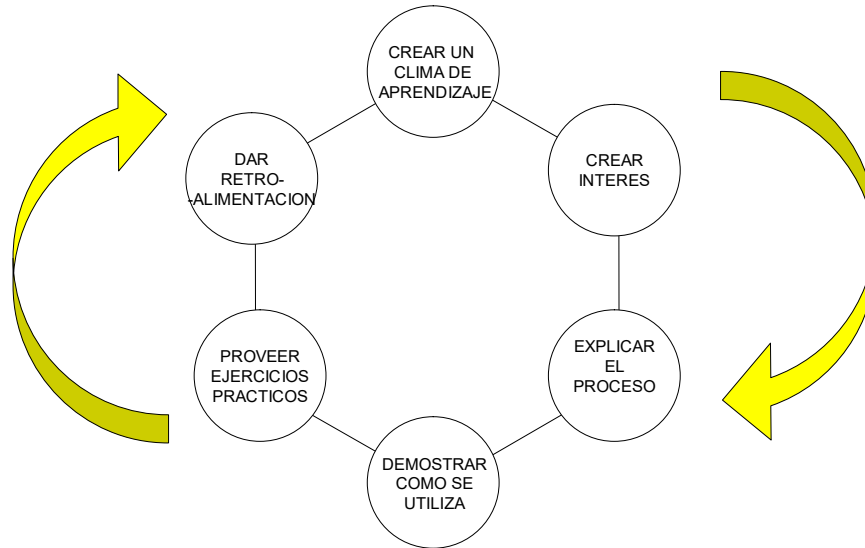 CREAR UN
CLIMA DE
APRENDIZAJE
CREAR
INTERES
EXPLICAR
EL
PROCESO
DEMOSTRAR
COMO SE
UTILIZA
PROVEER
EJERCICIOS
PRACTICOS
DAR
RETRO-
-ALIMENTACION